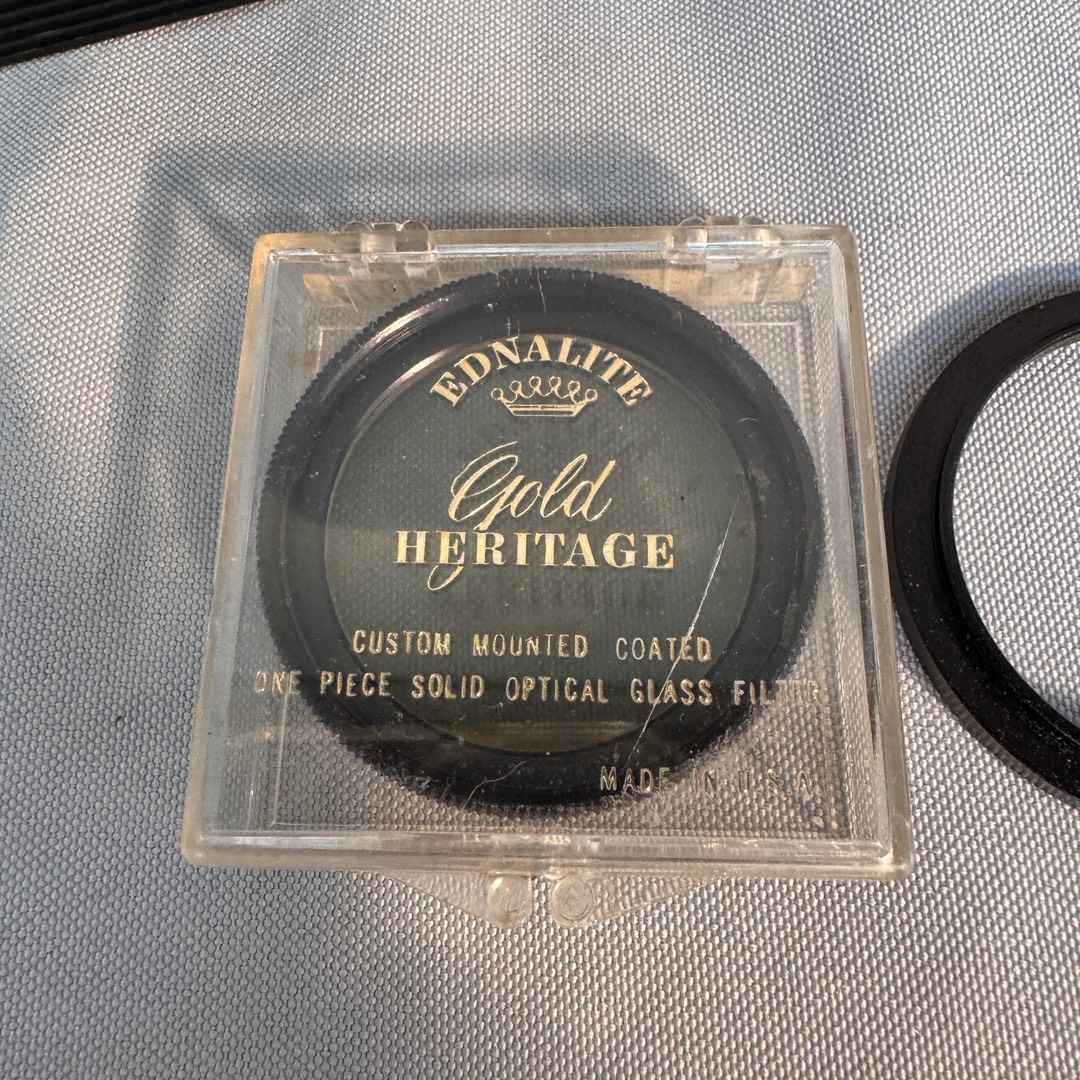 EDNALITE
Gold
HERITAGE
CUSTOM MOUNTED COATED
ONE PIECE SOLID OPTICAL GLASS FILTER
MADE IN U.S.A.